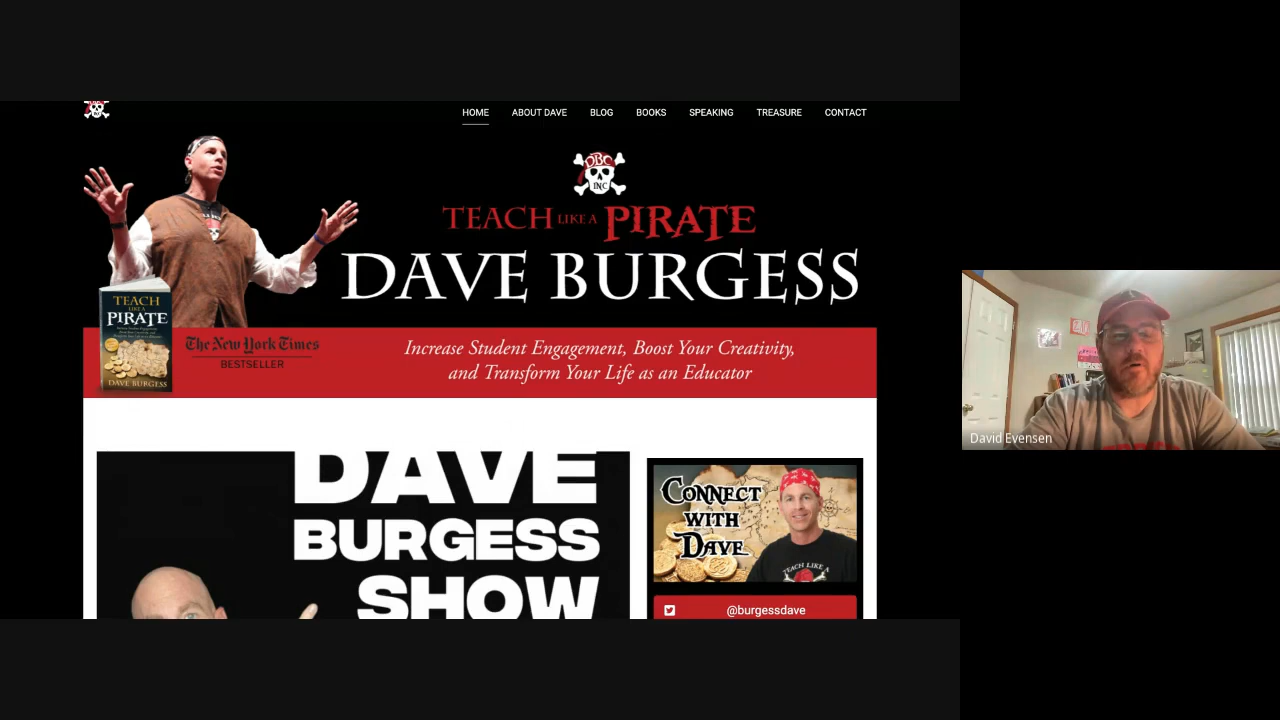 HOME ABOUT DAVE BLOG BOOKS SPEAKING TREASURE CONTACT
DBC
INC
TEACH LIKE A PIRATE
DAVE BURGESS
TEACH
LIKE A
PIRATE
DAVE BURGESS
The New York Times
BESTSELLER
Increase Student Engagement, Boost Your Creativity,
and Transform Your Life as an Educator
DAVE
BURGESS
SHOW
CONNECT
WITH
DAVE
TEACH LIKE A
@burgessdave
David Evensen